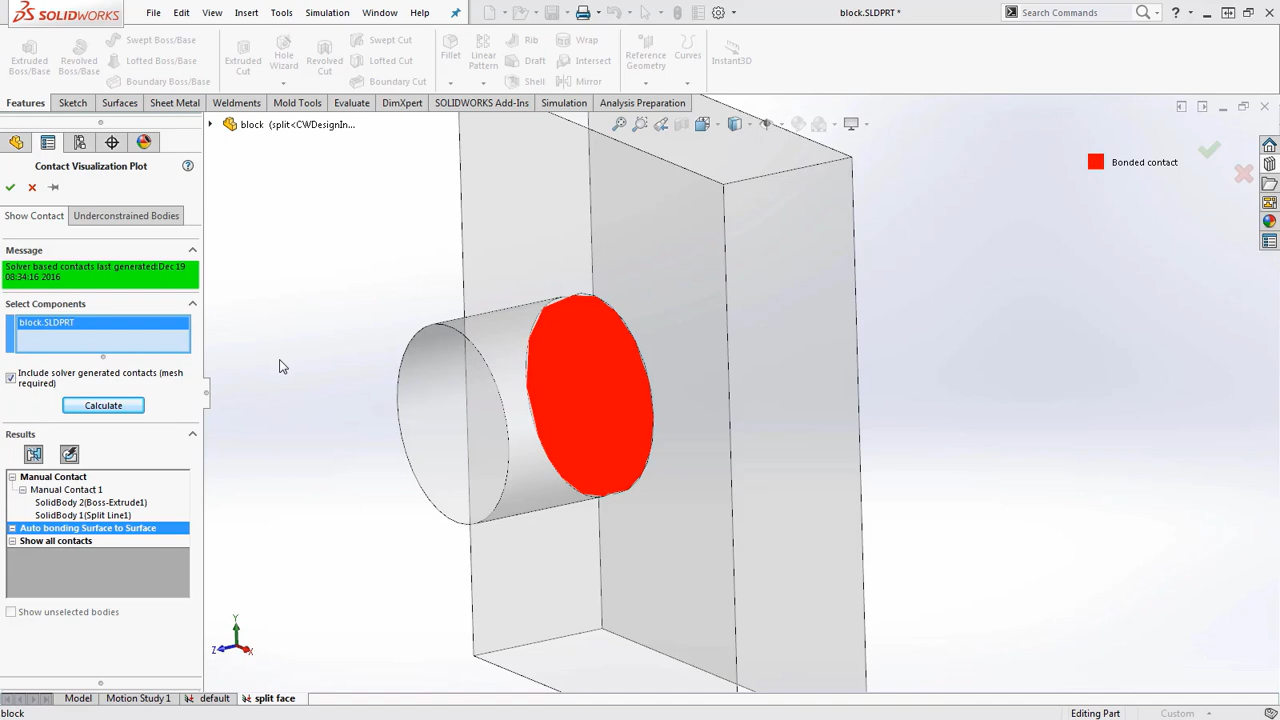 SOLIDWORKS File Edit View Insert Tools Simulation Window Help block.SLDPRT * Search Commands ?
Extruded Boss/Base Revolved Boss/Base Swept Boss/Base Lofted Boss/Base Boundary Boss/Base Extruded Cut Hole Wizard Revolved Cut Swept Cut Lofted Cut Boundary Cut Fillet Linear Pattern Rib Draft Shell Wrap Intersect Mirror Reference Geometry Curves Instant3D
Features Sketch Surfaces Sheet Metal Weldments Mold Tools Evaluate DimXpert SOLIDWORKS Add-Ins Simulation Analysis Preparation
block (split<CWDesignIn...
Contact Visualization Plot ?
Show Contact Underconstrained Bodies
Message
Solver based contacts last generated:Dec 19
08:34:16 2016
Select Components
block.SLDPRT
Include solver generated contacts (mesh
required)
Calculate
Results
Manual Contact
Manual Contact 1
SolidBody 2(Boss-Extrude1)
SolidBody 1(Split Line1)
Auto bonding Surface to Surface
Show all contacts
Show unselected bodies
Bonded contact
Y
Z X
Model Motion Study 1 default split face
block Editing Part Custom